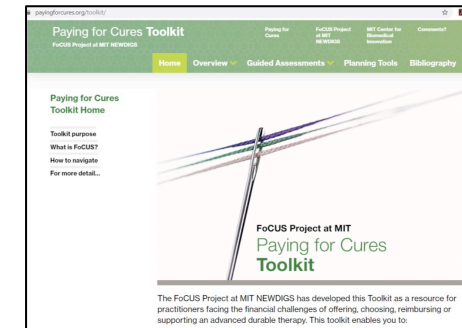 payingforcures.org/toolkit/
Paying for Cures Toolkit
FoCUS Project at MIT NEWDIGS
Paying for
Cures
FoCUS Project
at MIT
NEWDIGS
MIT Center for
Biomedical
Innovation
Comments?
Home
Overview
Guided Assessments
Planning Tools
Bibliography
Paying for Cures
Toolkit Home
Toolkit purpose
What is FoCUS?
How to navigate
For more detail...
FoCUS Project at MIT
Paying for Cures
Toolkit
The FoCUS Project at MIT NEWDIGS has developed this Toolkit as a resource for
practitioners facing the financial challenges of offering, choosing, reimbursing or
supporting an advanced durable therapy. This toolkit enables you to: